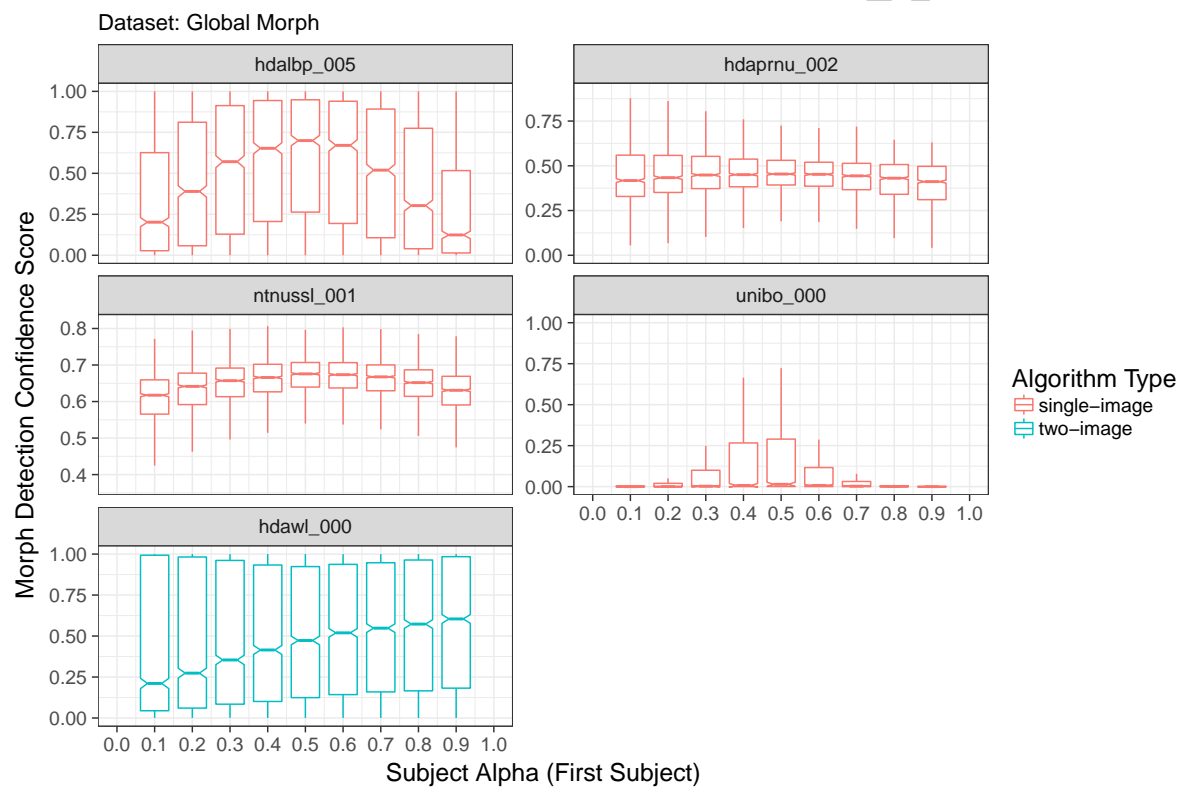 Dataset: Global Morph
hdalbp_005
hdaprnu_002
1.00
0.75
0.50
0.25
0.00
0.75
0.50
0.25
0.00
ntnussl_001
unibo_000
0.8
0.7
0.6
0.5
0.4
1.00
0.75
0.50
0.25
0.00
0.0 0.1 0.2 0.3 0.4 0.5 0.6 0.7 0.8 0.9 1.0
hdawl_000
1.00
0.75
0.50
0.25
0.00
0.0 0.1 0.2 0.3 0.4 0.5 0.6 0.7 0.8 0.9 1.0
Morph Detection Confidence Score
Subject Alpha (First Subject)
Algorithm Type
single−image
two−image